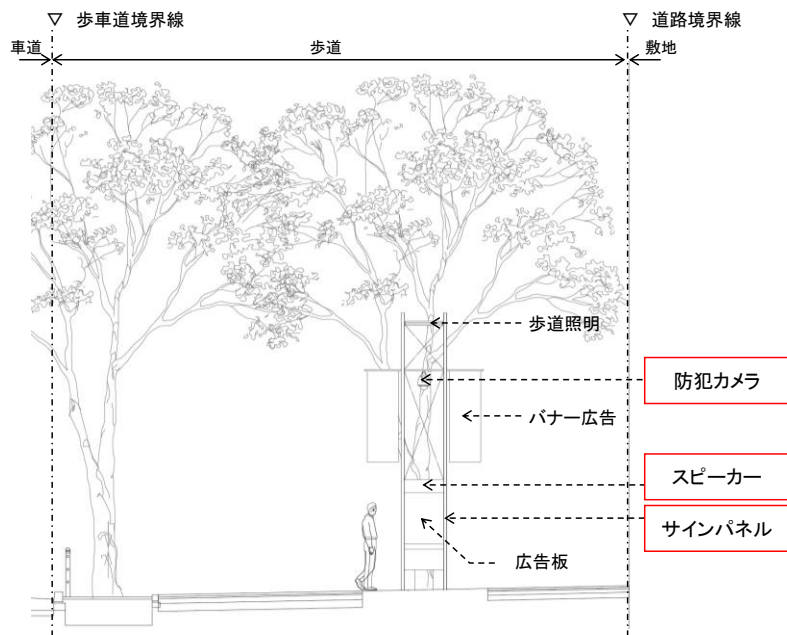 ▽ 歩車道境界線
▽ 道路境界線
車道
歩道
敷地
歩道照明
防犯カメラ
バナー広告
スピーカー
サインパネル
広告板